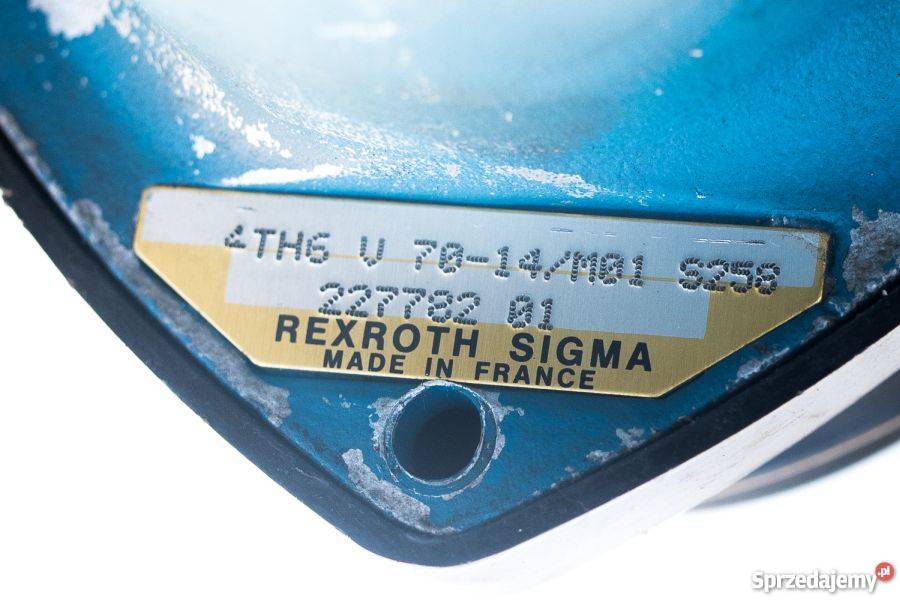 4TH6 V 70-14/M01 S258
227782 01
REXROTH SIGMA
MADE IN FRANCE
Sprzedajemy.pl